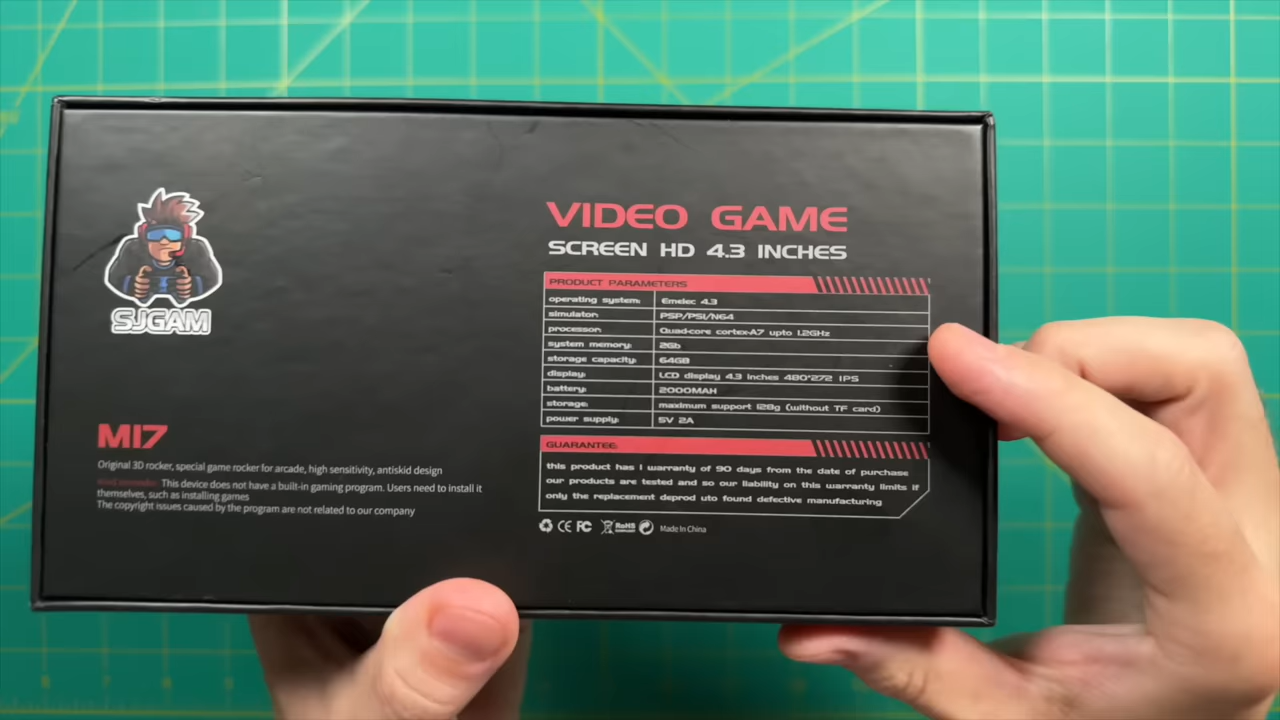 SJGAM
M17
Original 3D rocker, special game rocker for arcade, high sensitivity, antiskid design
This device does not have a built-in gaming program. Users need to install it
themselves, such as installing games
The copyright issues caused by the program are not related to our company
VIDEO GAME
SCREEN HD 4.3 INCHES
PRODUCT PARAMETERS
operating system: Emelec 4.3
simulator: PSP/PS1/N64
processor: Quad-core cortex-A7 upto 1.2GHz
system memory: 2Gb
storage capacity: 64GB
display: LCD display 4.3 inches 480*272 IPS
battery: 2000MAH
storage: maximum support 128g (without TF card)
power supply: 5V 2A
GUARANTEE:
this product has 1 warranty of 90 days from the date of purchase
our products are tested and so our liability on this warranty limits if
only the replacement deprod uto found defective manufacturing
CE FC RoHS Made In China